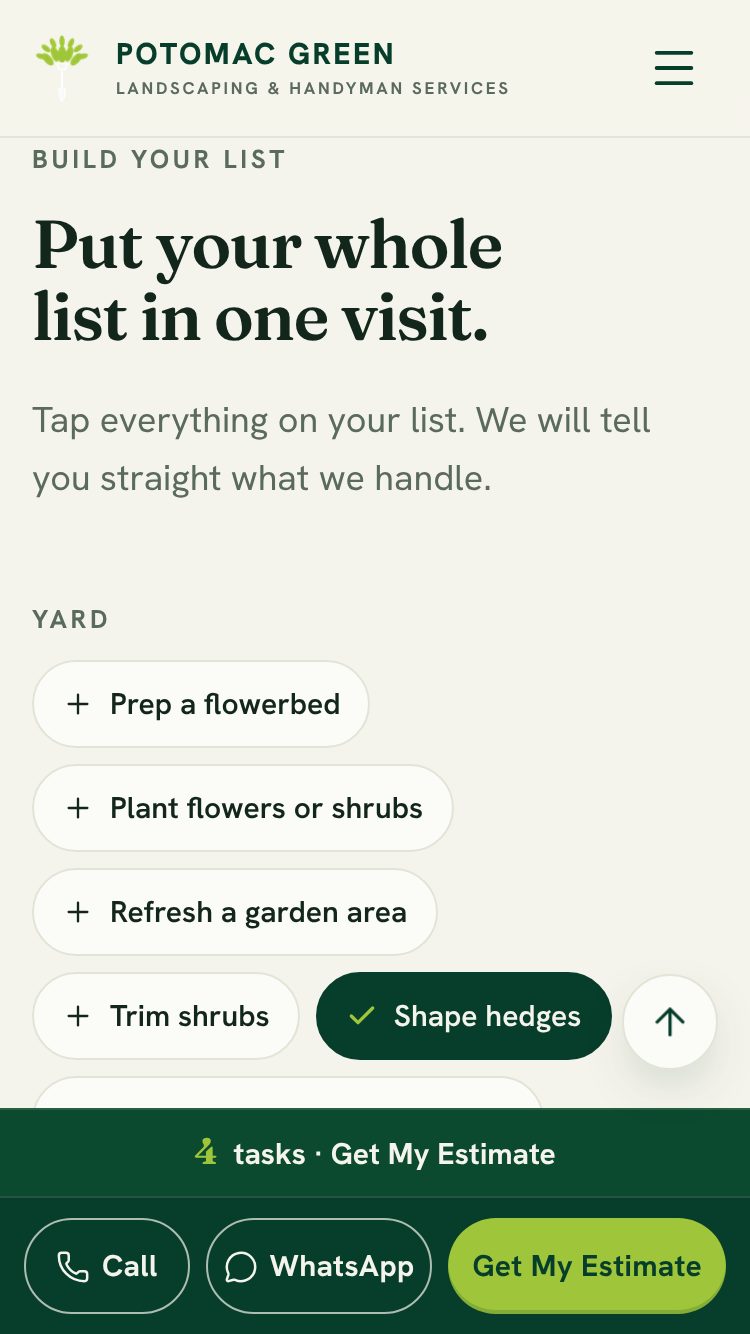 POTOMAC GREEN
LANDSCAPING & HANDYMAN SERVICES
BUILD YOUR LIST
Put your whole
list in one visit.
Tap everything on your list. We will tell
you straight what we handle.
YARD
Prep a flowerbed
Plant flowers or shrubs
Refresh a garden area
Trim shrubs
Shape hedges
4 tasks · Get My Estimate
Call
WhatsApp
Get My Estimate